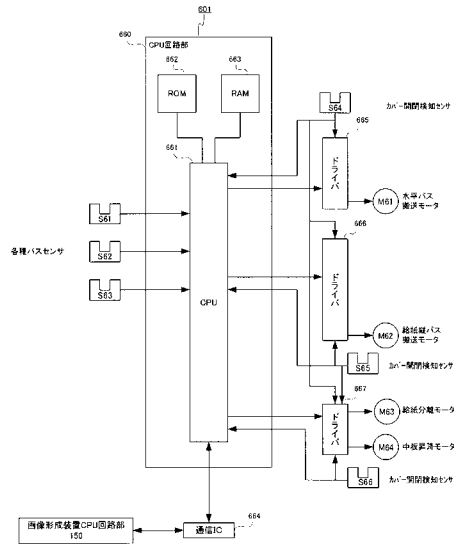 601
660
CPU回路部
662
663
ROM
RAM
S64
カバー開閉検知センサ
665
661
ドライバ
M61
水平パス
搬送モータ
S61
666
各種パスセンサ
S62
ドライバ
CPU
S63
M62
給紙縦パス
搬送モータ
S65
カバー開閉検知センサ
667
ドライバ
M63
給紙分離モータ
M64
中板昇降モータ
S66
カバー開閉検知センサ
画像形成装置CPU回路部
150
通信IC
664